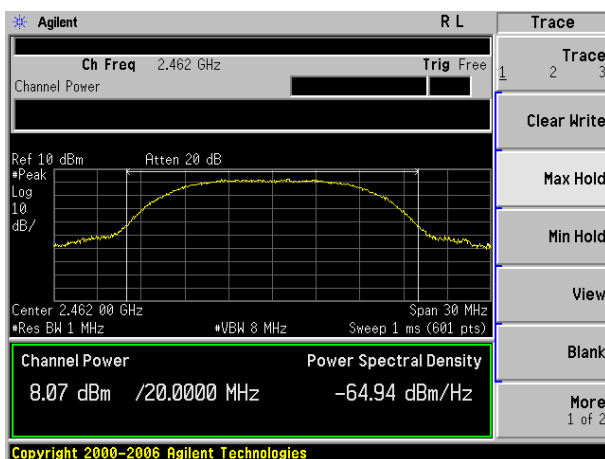 Agilent R L
Ch Freq 2.462 GHz Trig Free
Channel Power
Ref 10 dBm Atten 20 dB
#Peak
Log
10
dB/
Center 2.462 00 GHz Span 30 MHz
#Res BW 1 MHz #VBW 8 MHz Sweep 1 ms (601 pts)
Channel Power Power Spectral Density
8.07 dBm /20.0000 MHz -64.94 dBm/Hz
Copyright 2000-2006 Agilent Technologies
Trace
Trace
1 2 3
Clear Write
Max Hold
Min Hold
View
Blank
More
1 of 2